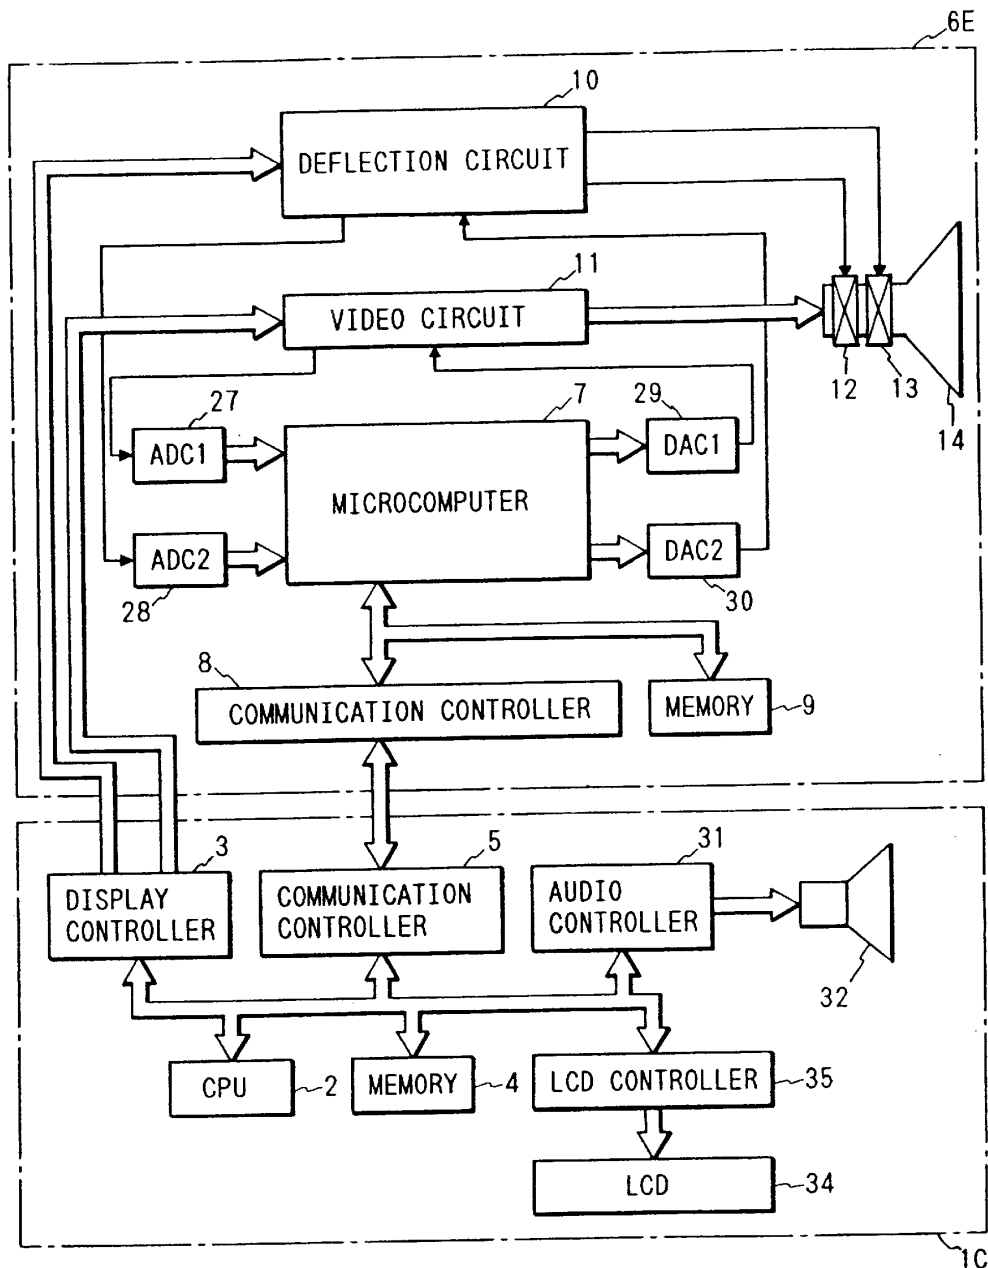 6E
10
DEFLECTION CIRCUIT
11
VIDEO CIRCUIT
12
13
14
27
ADC1
7
MICROCOMPUTER
29
DAC1
ADC2
28
DAC2
30
8
COMMUNICATION CONTROLLER
MEMORY
9
3
DISPLAY
CONTROLLER
5
COMMUNICATION
CONTROLLER
31
AUDIO
CONTROLLER
32
CPU
2
MEMORY
4
LCD CONTROLLER
35
LCD
34
1C